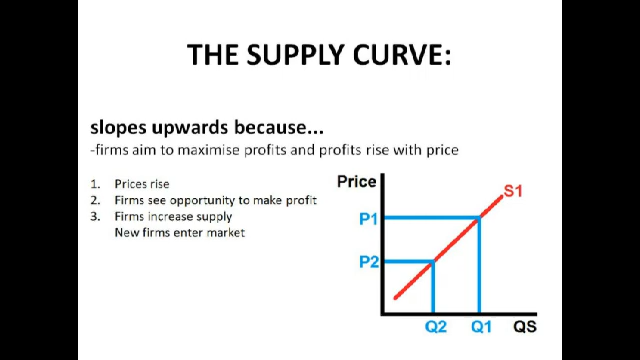 THE SUPPLY CURVE:
slopes upwards because...
-firms aim to maximise profits and profits rise with price
1. Prices rise
2. Firms see opportunity to make profit
3. Firms increase supply
New firms enter market
Price
S1
P1
P2
Q2 Q1 QS